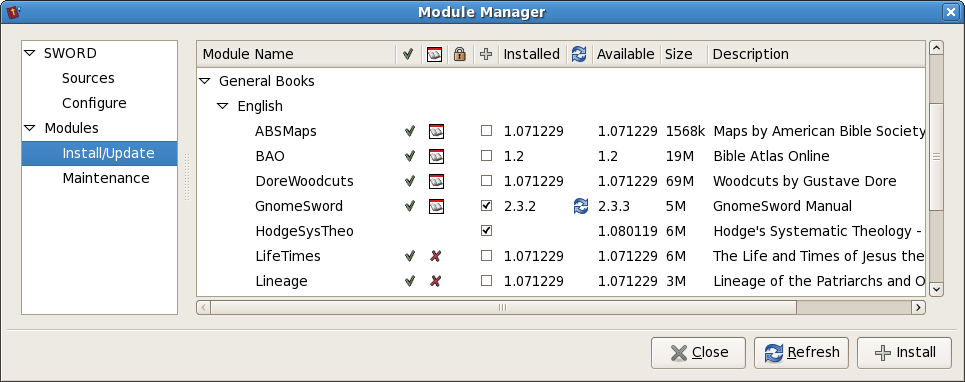 Module Manager
SWORD
Sources
Configure
Modules
Install/Update
Maintenance
Module Name Installed Available Size Description
General Books
English
ABSMaps 1.071229 1.071229 1568k Maps by American Bible Society
BAO 1.2 1.2 19M Bible Atlas Online
DoreWoodcuts 1.071229 1.071229 69M Woodcuts by Gustave Dore
GnomeSword 2.3.2 2.3.3 5M GnomeSword Manual
HodgeSysTheo 1.080119 6M Hodge's Systematic Theology -
LifeTimes 1.071229 1.071229 6M The Life and Times of Jesus the
Lineage 1.071229 1.071229 3M Lineage of the Patriarchs and O
Close Refresh Install